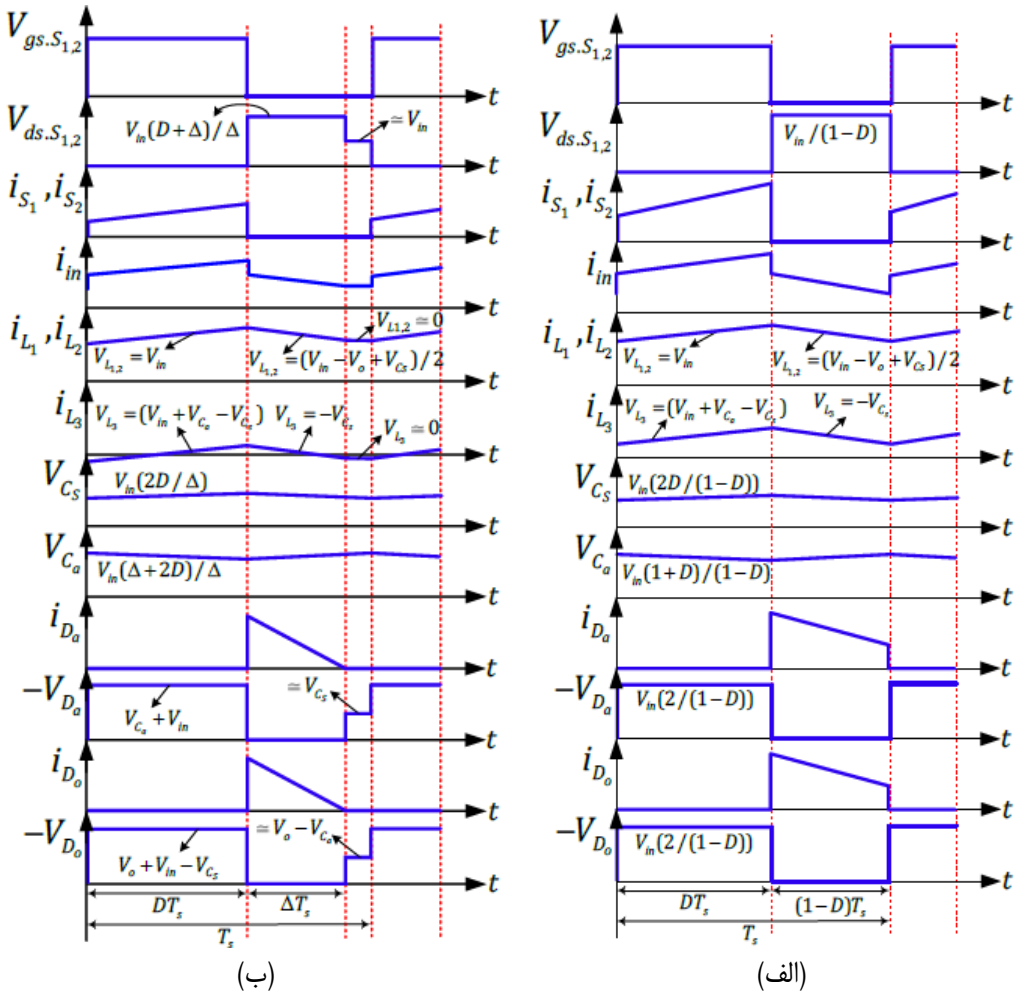 V_{gs.S_{1,2}}
t
V_{ds.S_{1,2}}
V_{in}(D+Δ)/Δ
≃V_{in}
t
i_{S_1},i_{S_2}
t
i_{in}
t
i_{L_1},i_{L_2}
V_{L_{1,2}}=V_{in}
V_{L_{1,2}}=(V_{in}−V_o+V_{Cs})/2
V_{L1,2}≃0
t
i_{L_3}
V_{L_3}=(V_{in}+V_{C_a}−V_{C_s})
V_{L_3}=−V_{C_s}
V_{L_3}≃0
t
V_{C_S}
V_{in}(2D/Δ)
t
V_{C_a}
V_{in}(Δ+2D)/Δ
t
i_{D_a}
t
−V_{D_a}
V_{C_a}+V_{in}
≃V_{C_s}
t
i_{D_o}
t
−V_{D_o}
V_o+V_{in}−V_{C_s}
≃V_o−V_{C_a}
t
DT_s
ΔT_s
T_s
(ب)
V_{gs.S_{1,2}}
t
V_{ds.S_{1,2}}
V_{in}/(1−D)
t
i_{S_1},i_{S_2}
t
i_{in}
t
i_{L_1},i_{L_2}
V_{L_{1,2}}=V_{in}
V_{L_{1,2}}=(V_{in}−V_o+V_{Cs})/2
t
i_{L_3}
V_{L_3}=(V_{in}+V_{C_a}−V_{C_s})
V_{L_3}=−V_{C_s}
t
V_{C_S}
V_{in}(2D/(1−D))
t
V_{C_a}
V_{in}(1+D)/(1−D)
t
i_{D_a}
t
−V_{D_a}
V_{in}(2/(1−D))
t
i_{D_o}
t
−V_{D_o}
V_{in}(2/(1−D))
t
DT_s
(1−D)T_s
T_s
(الف)